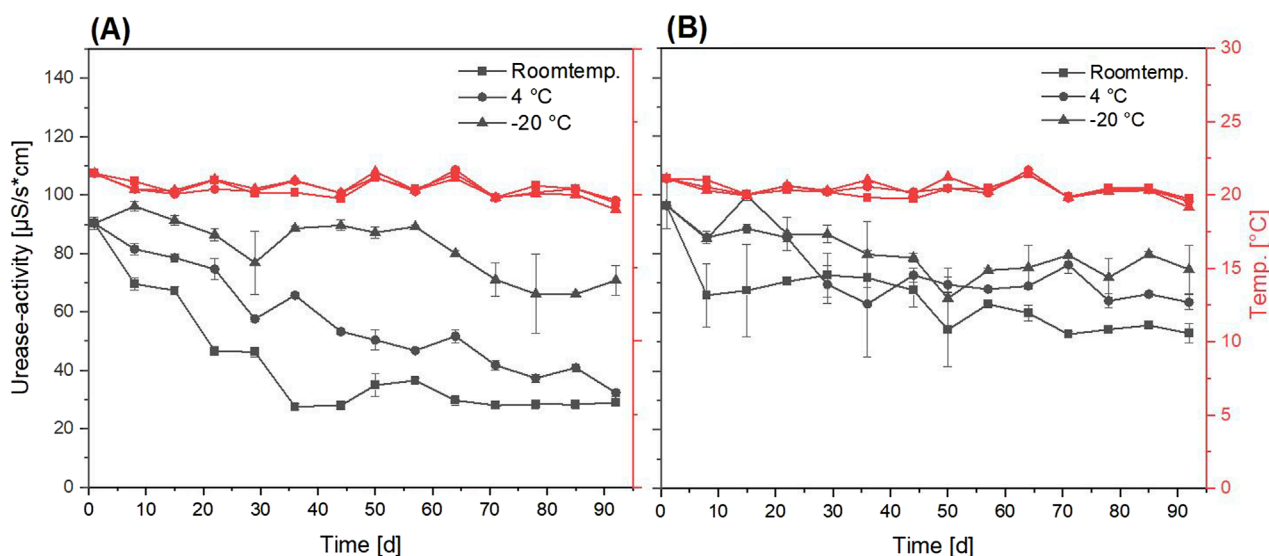 (A)
(B)
Urease-activity [µS/s*cm]
140
120
100
80
60
40
20
0
Roomtemp.
4 °C
-20 °C
0 10 20 30 40 50 60 70 80 90
Time [d]
Roomtemp.
4 °C
-20 °C
0 10 20 30 40 50 60 70 80 90
Time [d]
30
25
20
15
10
5
0
Temp. [°C]